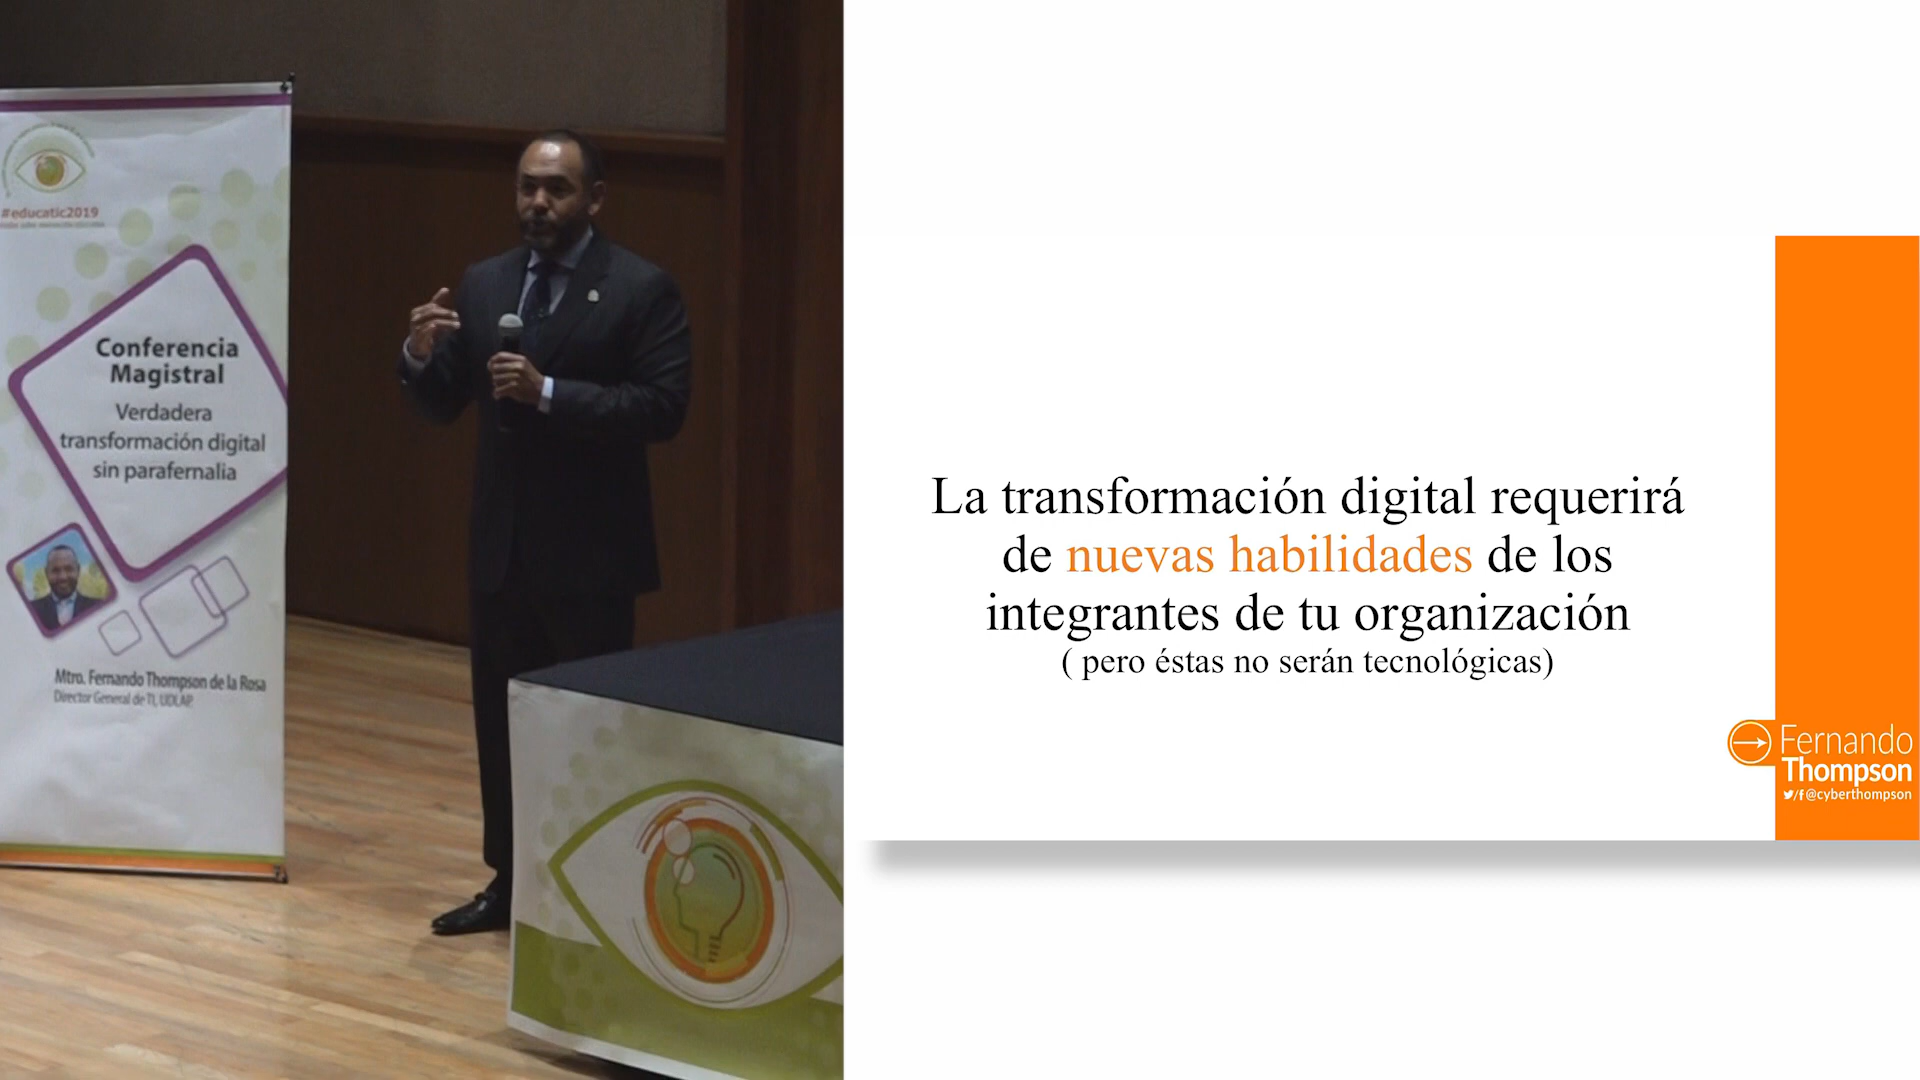 #educatic2019
Conferencia
Magistral
Verdadera
transformación digital
sin parafernalia
Mtro. Fernando Thompson de la Rosa
Director General de TI, UDLAP
La transformación digital requerirá
de nuevas habilidades de los
integrantes de tu organización
( pero éstas no serán tecnológicas)
Fernando
Thompson
/f @cyberthompson